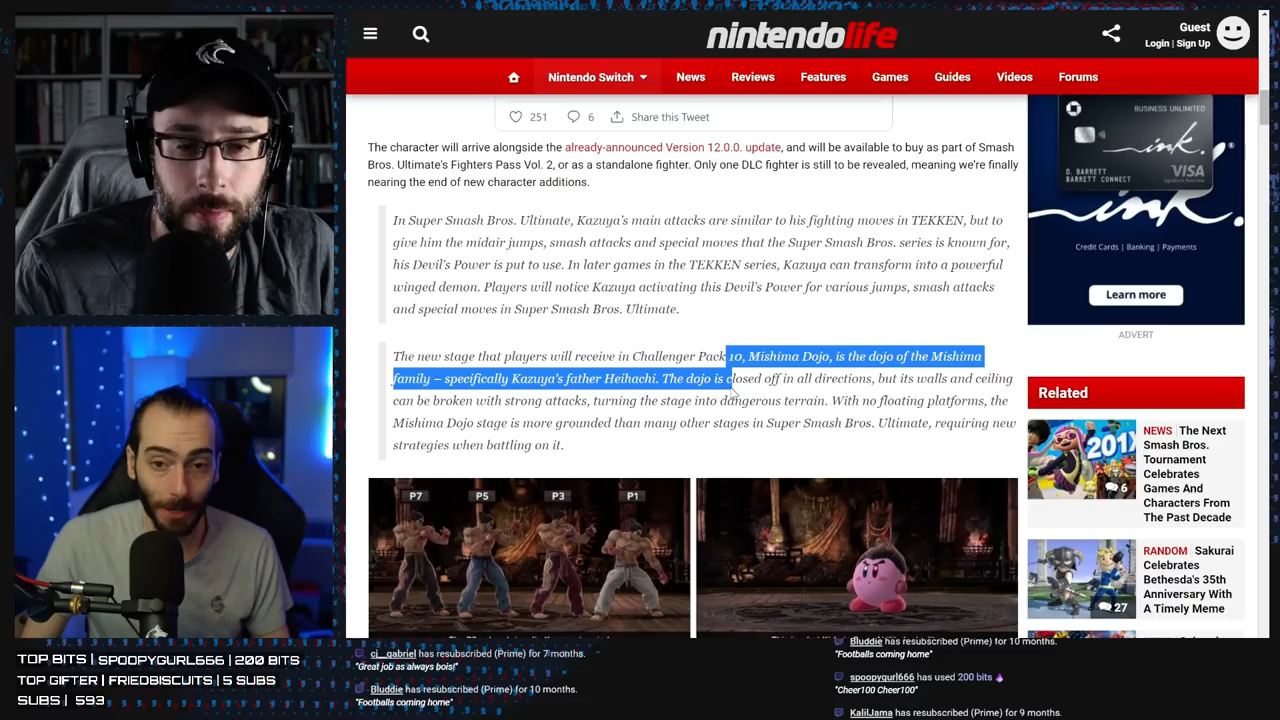 nintendolife
Guest
Login | Sign Up
Nintendo Switch
News
Reviews
Features
Games
Guides
Videos
Forums
251
6
Share this Tweet
The character will arrive alongside the already-announced Version 12.0.0. update, and will be available to buy as part of Smash
Bros. Ultimate's Fighters Pass Vol. 2, or as a standalone fighter. Only one DLC fighter is still to be revealed, meaning we're finally
nearing the end of new character additions.
In Super Smash Bros. Ultimate, Kazuya's main attacks are similar to his fighting moves in TEKKEN, but to
give him the midair jumps, smash attacks and special moves that the Super Smash Bros. series is known for,
his Devil's Power is put to use. In later games in the TEKKEN series, Kazuya can transform into a powerful
winged demon. Players will notice Kazuya activating this Devil's Power for various jumps, smash attacks
and special moves in Super Smash Bros. Ultimate.
The new stage that players will receive in Challenger Pack 10, Mishima Dojo, is the dojo of the Mishima
family – specifically Kazuya's father Heihachi. The dojo is closed off in all directions, but its walls and ceiling
can be broken with strong attacks, turning the stage into dangerous terrain. With no floating platforms, the
Mishima Dojo stage is more grounded than many other stages in Super Smash Bros. Ultimate, requiring new
strategies when battling on it.
P7
P5
P3
P1
BUSINESS UNLIMITED
ink.
D. BARRETT
BARRETT CONNECT
VISA
ink.
Credit Cards | Banking | Payments
Learn more
ADVERT
Related
NEWS The Next
Smash Bros.
Tournament
Celebrates
Games And
Characters From
The Past Decade
201X
6
RANDOM Sakurai
Celebrates
Bethesda's 35th
Anniversary With
A Timely Meme
27
TOP BITS | SPOOPYGURL666 | 200 BITS
TOP GIFTER | FRIEDBISCUITS | 5 SUBS
SUBS | 593
ci__gabriel has resubscribed (Prime) for 7 months.
"Great job as always bois!"
Bluddie has resubscribed (Prime) for 10 months.
"Footballs coming home"
Bluddie has resubscribed (Prime) for 10 months.
"Footballs coming home"
spoopygurl666 has used 200 bits
"Cheer100 Cheer100"
KalilJama has resubscribed (Prime) for 9 months.